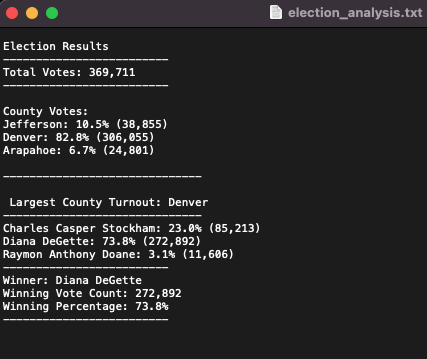 election_analysis.txt
Election Results
-------------------------
Total Votes: 369,711
-------------------------
County Votes:
Jefferson: 10.5% (38,855)
Denver: 82.8% (306,055)
Arapahoe: 6.7% (24,801)
------------------------------
Largest County Turnout: Denver
------------------------------
Charles Casper Stockham: 23.0% (85,213)
Diana DeGette: 73.8% (272,892)
Raymon Anthony Doane: 3.1% (11,606)
-------------------------
Winner: Diana DeGette
Winning Vote Count: 272,892
Winning Percentage: 73.8%
-------------------------